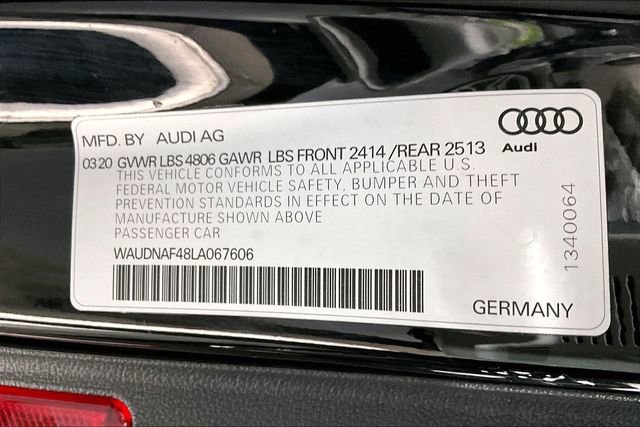 MFD. BY AUDI AG
0320 GVWR LBS 4806 GAWR LBS FRONT 2414 /REAR 2513
Audi
THIS VEHICLE CONFORMS TO ALL APPLICABLE U.S.
FEDERAL MOTOR VEHICLE SAFETY, BUMPER AND THEFT
PREVENTION STANDARDS IN EFFECT ON THE DATE OF
MANUFACTURE SHOWN ABOVE
PASSENGER CAR
WAUDNAF48LA067606
GERMANY
1340064